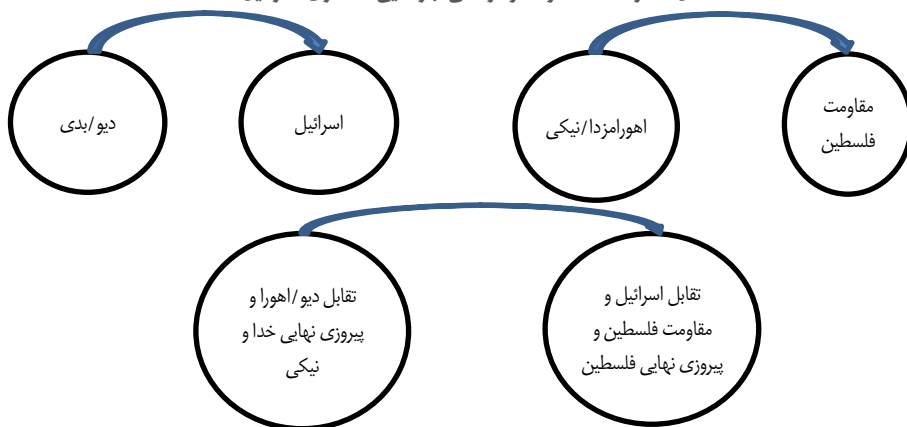 مقاومت
فلسطین
اهورامزدا/نیکی
اسرائیل
دیو/بدی
تقابل اسرائیل و
مقاومت فلسطین و
پیروزی نهایی فلسطین
تقابل دیو/اهورا و
پیروزی نهایی خدا و
نیکی